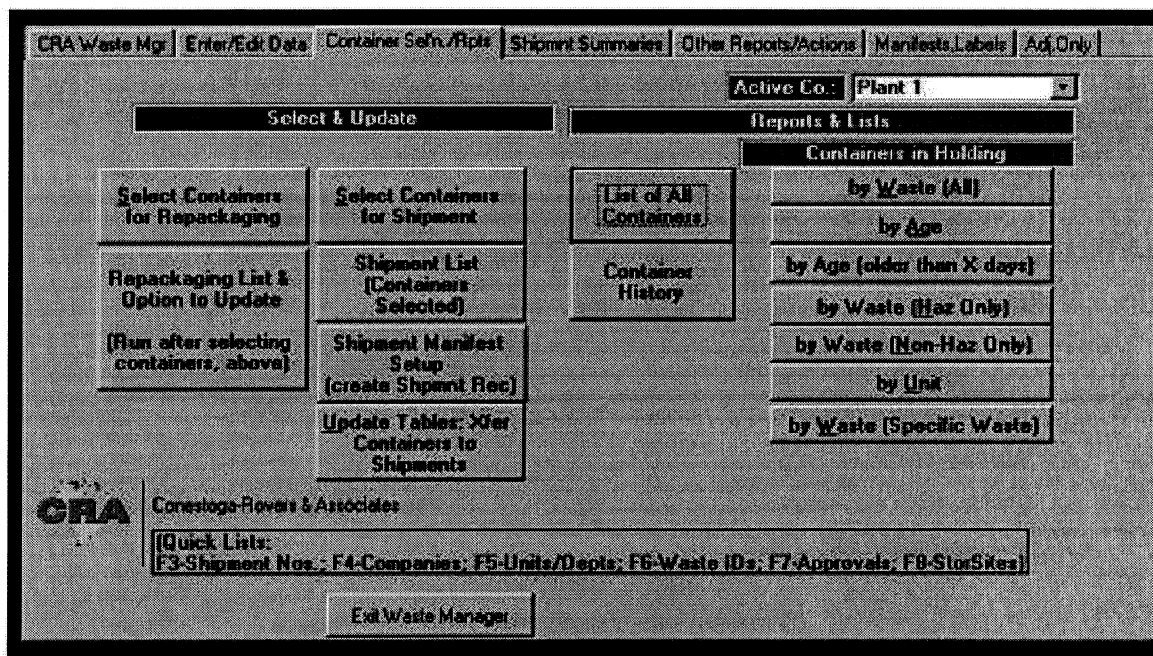 CRA Waste Mgr Enter/Edit Data Container Sel'n./Rpts Shipmnt Summaries Other Reports/Actions Manifests,Labels Adj.Only
Active Co.: Plant 1
Select & Update
Reports & Lists
Containers in Holding
Select Containers
for Repackaging
Repackaging List &
Option to Update
(Run after selecting
containers, above)
Select Containers
for Shipment
Shipment List
(Containers
Selected)
Shipment Manifest
Setup
(create Shpmnt Rec)
Update Tables: Xfer
Containers to
Shipments
List of All
Containers
Container
History
by Waste (All)
by Age
by Age (older than X days)
by Waste (Haz Only)
by Waste (Non-Haz Only)
by Unit
by Waste (Specific Waste)
CRA
Conestoga-Rovers & Associates
(Quick Lists:
F3-Shipment Nos.; F4-Companies; F5-Units/Depts; F6-Waste IDs; F7-Approvals; F8-StorSites)
Exit Waste Manager